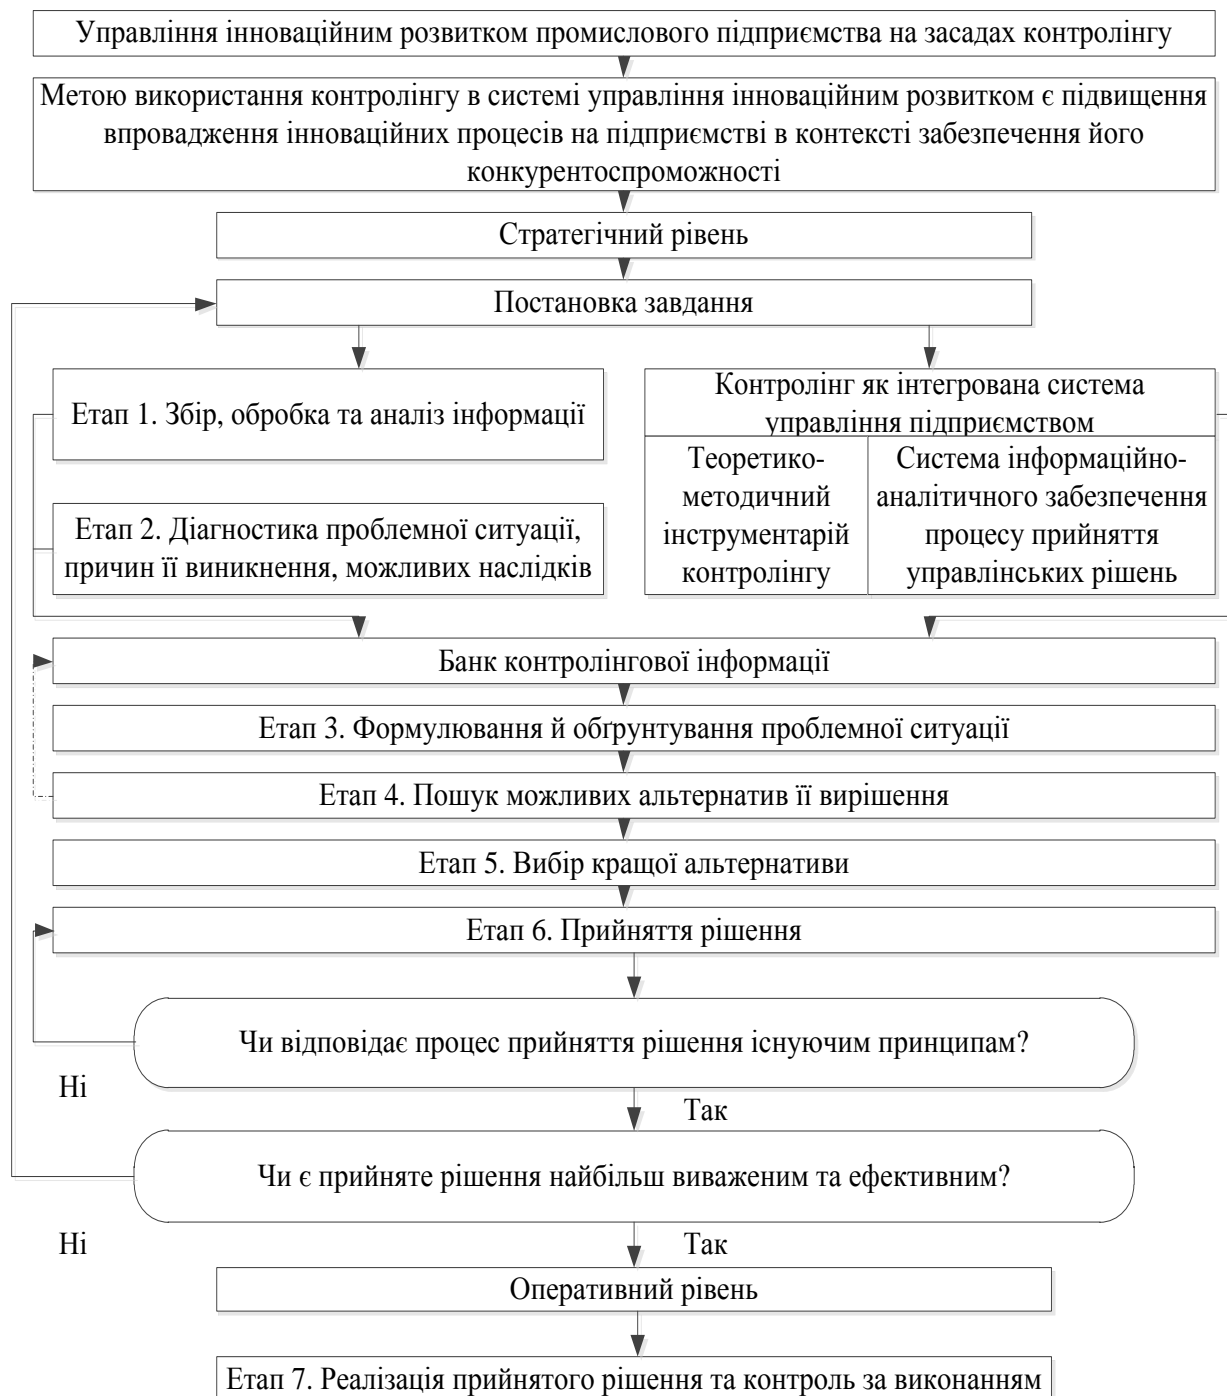 Управління інноваційним розвитком промислового підприємства на засадах контролінгу
Метою використання контролінгу в системі управління інноваційним розвитком є підвищення
впровадження інноваційних процесів на підприємстві в контексті забезпечення його
конкурентоспроможності
Стратегічний рівень
Постановка завдання
Етап 1. Збір, обробка та аналіз інформації
Етап 2. Діагностика проблемної ситуації,
причин її виникнення, можливих наслідків
Контролінг як інтегрована система
управління підприємством
Теоретико-
методичний
інструментарій
контролінгу
Система інформаційно-
аналітичного забезпечення
процесу прийняття
управлінських рішень
Банк контролінгової інформації
Етап 3. Формулювання й обґрунтування проблемної ситуації
Етап 4. Пошук можливих альтернатив її вирішення
Етап 5. Вибір кращої альтернативи
Етап 6. Прийняття рішення
Чи відповідає процес прийняття рішення існуючим принципам?
Ні
Так
Чи є прийняте рішення найбільш виваженим та ефективним?
Ні
Так
Оперативний рівень
Етап 7. Реалізація прийнятого рішення та контроль за виконанням